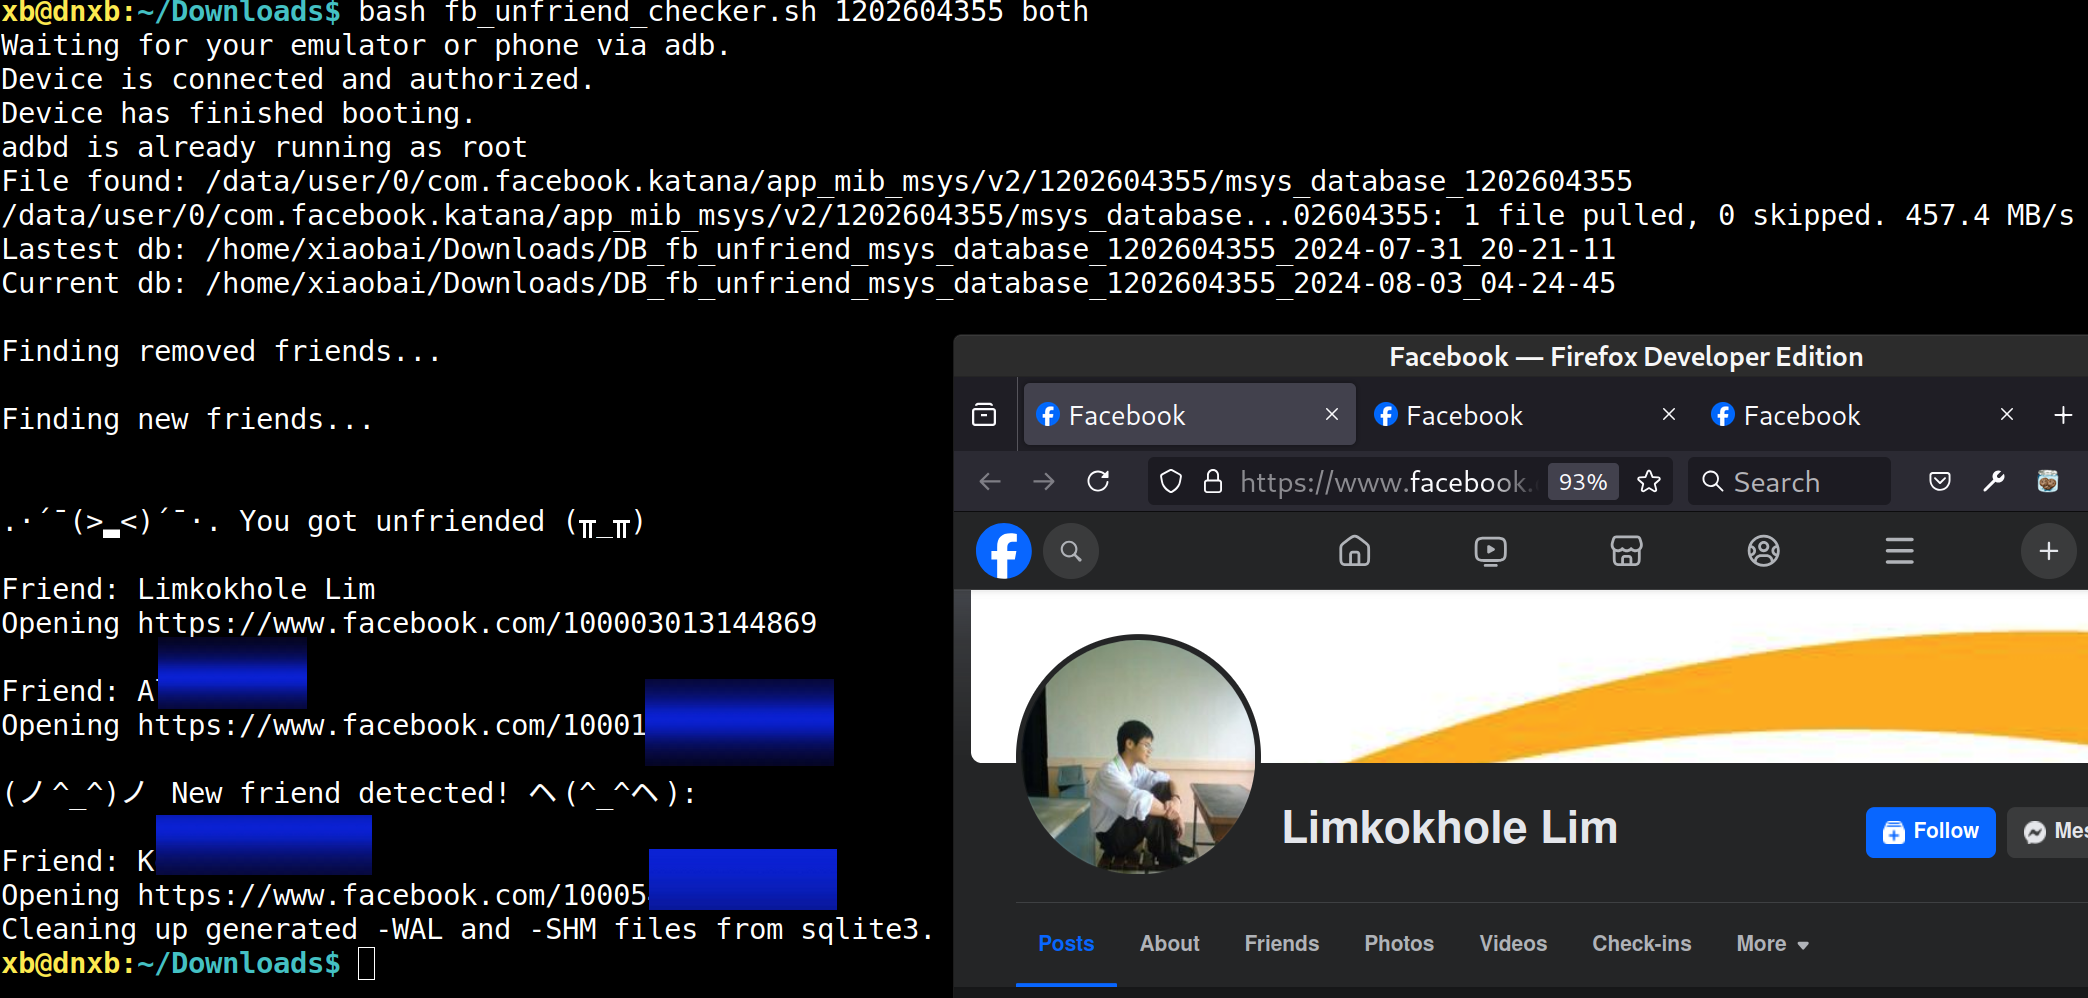 xb@dnxb:~/Downloads$ bash fb_unfriend_checker.sh 1202604355 both
Waiting for your emulator or phone via adb.
Device is connected and authorized.
Device has finished booting.
adbd is already running as root
File found: /data/user/0/com.facebook.katana/app_mib_msys/v2/1202604355/msys_database_1202604355
/data/user/0/com.facebook.katana/app_mib_msys/v2/1202604355/msys_database...02604355: 1 file pulled, 0 skipped. 457.4 MB/s
Lastest db: /home/xiaobai/Downloads/DB_fb_unfriend_msys_database_1202604355_2024-07-31_20-21-11
Current db: /home/xiaobai/Downloads/DB_fb_unfriend_msys_database_1202604355_2024-08-03_04-24-45
Finding removed friends...
Finding new friends...
.·´¯(>▂<)´¯·. You got unfriended (╥_╥)
Friend: Limkokhole Lim
Opening https://www.facebook.com/100003013144869
Friend: A
Opening https://www.facebook.com/10001
(ノ^_^)ノ New friend detected! ヘ(^_^ヘ):
Friend: K
Opening https://www.facebook.com/10005
Cleaning up generated -WAL and -SHM files from sqlite3.
xb@dnxb:~/Downloads$
Facebook — Firefox Developer Edition
Facebook Facebook Facebook
https://www.facebook. 93% Search
Limkokhole Lim
Follow
Posts About Friends Photos Videos Check-ins More